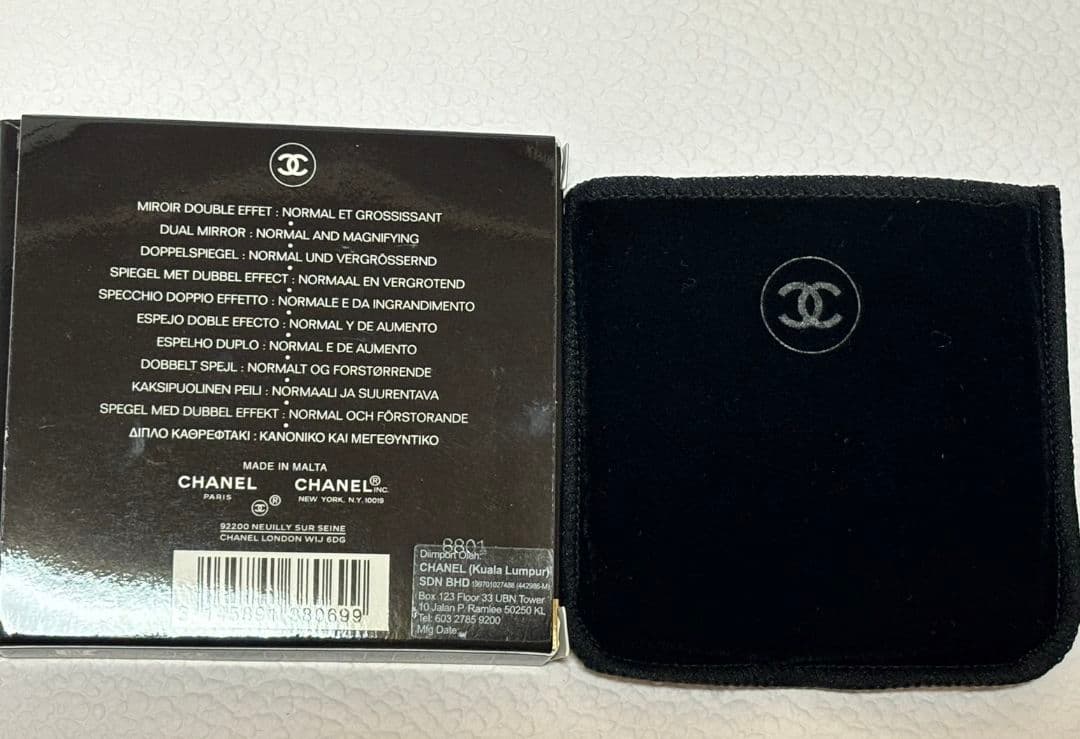 MIROIR DOUBLE EFFET : NORMAL ET GROSSISSANT
•
DUAL MIRROR : NORMAL AND MAGNIFYING
•
DOPPELSPIEGEL : NORMAL UND VERGRÖSSERND
•
SPIEGEL MET DUBBEL EFFECT : NORMAAL EN VERGROTEND
•
SPECCHIO DOPPIO EFFETTO : NORMALE E DA INGRANDIMENTO
•
ESPEJO DOBLE EFECTO : NORMAL Y DE AUMENTO
•
ESPELHO DUPLO : NORMAL E DE AUMENTO
•
DOBBELT SPEJL : NORMALT OG FORSTØRRENDE
•
KAKSIPUOLINEN PEILI : NORMAALI JA SUURENTAVA
•
SPEGEL MED DUBBEL EFFEKT : NORMAL OCH FÖRSTORANDE
•
ΔΙΠΛΟ ΚΑΘΡΕΦΤΑΚΙ : ΚΑΝΟΝΙΚΟ ΚΑΙ ΜΕΓΕΘΥΝΤΙΚΟ
MADE IN MALTA
CHANEL CHANEL® INC.
PARIS NEW YORK, N.Y. 10019
®
92200 NEUILLY SUR SEINE
CHANEL LONDON W1J 6DG
8801
Diimport Oleh:
CHANEL (Kuala Lumpur)
SDN BHD 199701027488 (442986-M)
Box 123 Floor 33 UBN Tower
10 Jalan P. Ramlee 50250 KL
Tel: 603 2785 9200
Mfg Date: